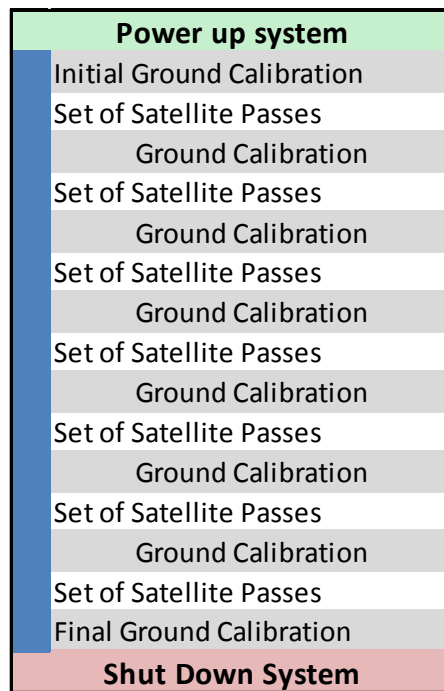 Power up system
Initial Ground Calibration
Set of Satellite Passes
Ground Calibration
Set of Satellite Passes
Ground Calibration
Set of Satellite Passes
Ground Calibration
Set of Satellite Passes
Ground Calibration
Set of Satellite Passes
Ground Calibration
Set of Satellite Passes
Ground Calibration
Set of Satellite Passes
Final Ground Calibration
Shut Down System